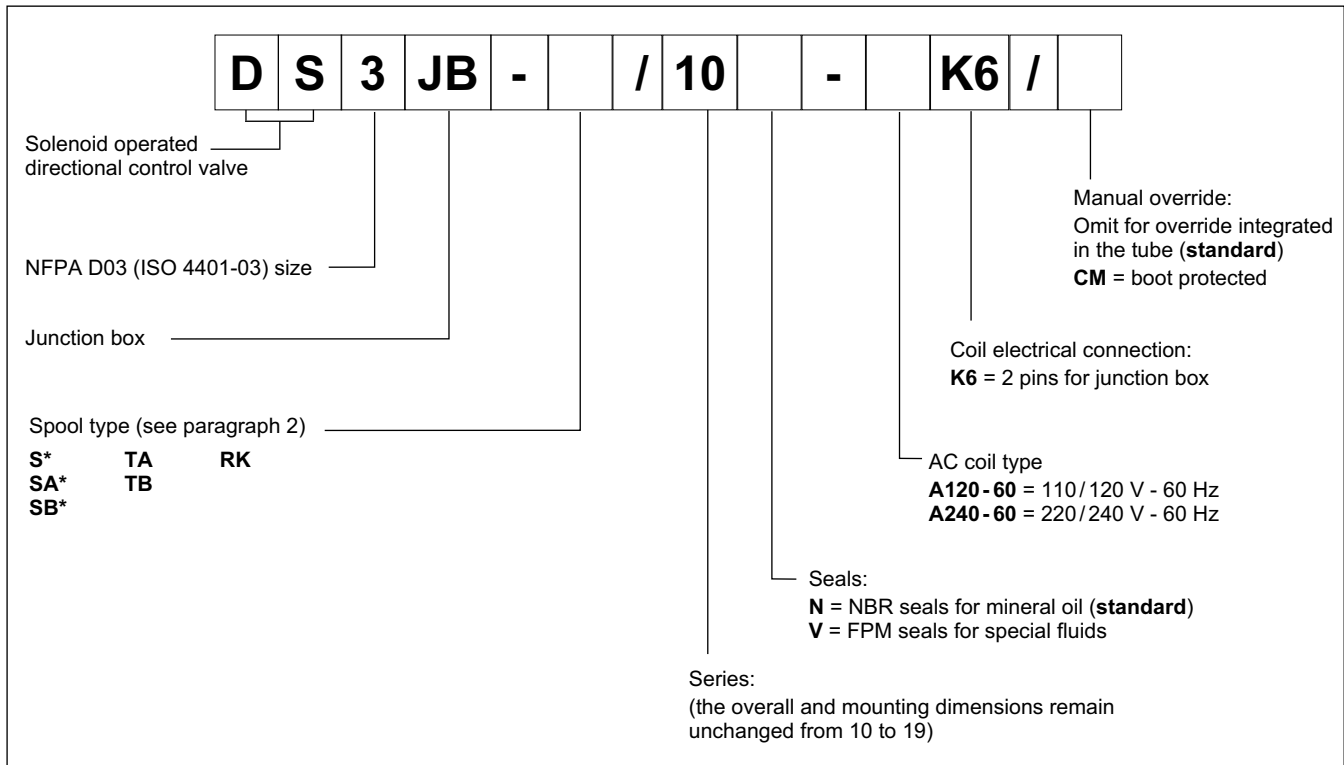 D S 3 JB - / 10 - K6 /
Solenoid operated
directional control valve
NFPA D03 (ISO 4401-03) size
Junction box
Spool type (see paragraph 2)
S* TA RK
SA* TB
SB*
Manual override:
Omit for override integrated
in the tube (standard)
CM = boot protected
Coil electrical connection:
K6 = 2 pins for junction box
AC coil type
A120-60 = 110/120 V - 60 Hz
A240-60 = 220/240 V - 60 Hz
Seals:
N = NBR seals for mineral oil (standard)
V = FPM seals for special fluids
Series:
(the overall and mounting dimensions remain
unchanged from 10 to 19)